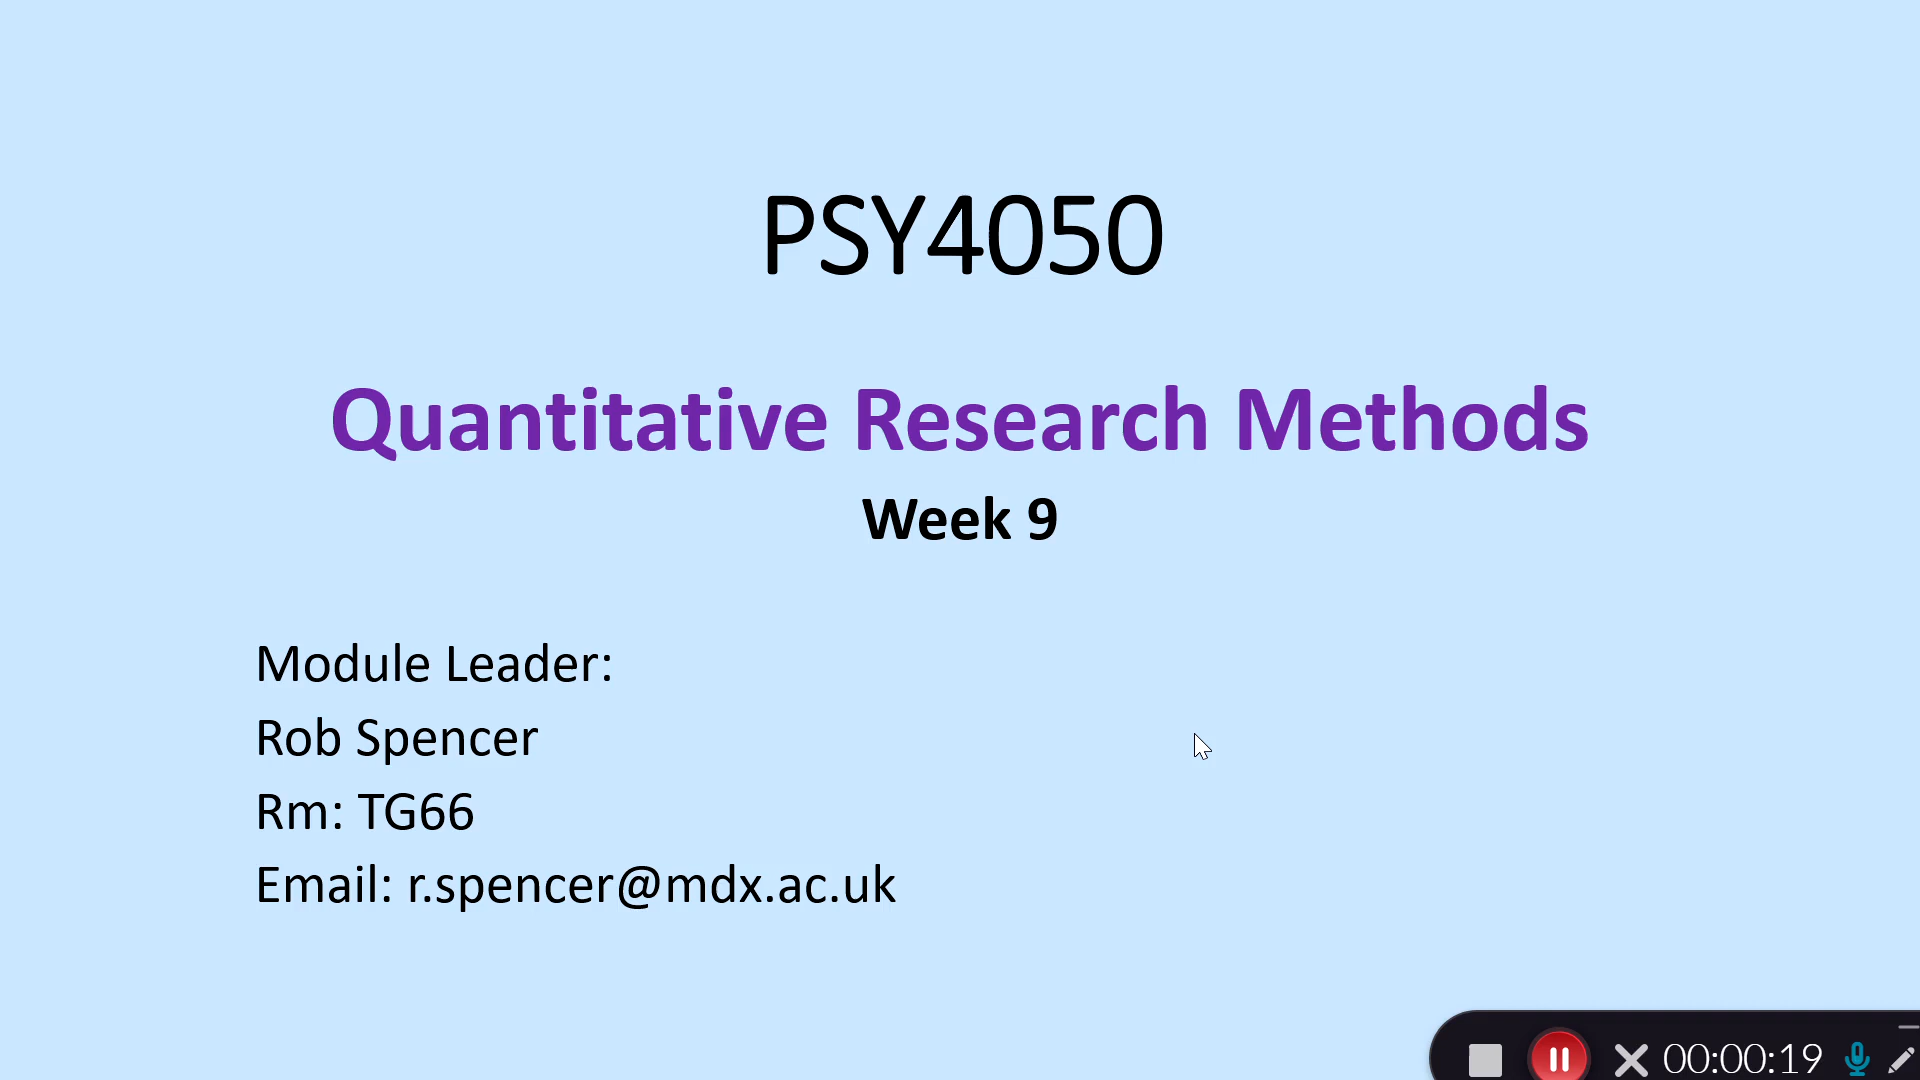 PSY4050
Quantitative Research Methods
Week 9
Module Leader:
Rob Spencer
Rm: TG66
Email: r.spencer@mdx.ac.uk
00:00:19